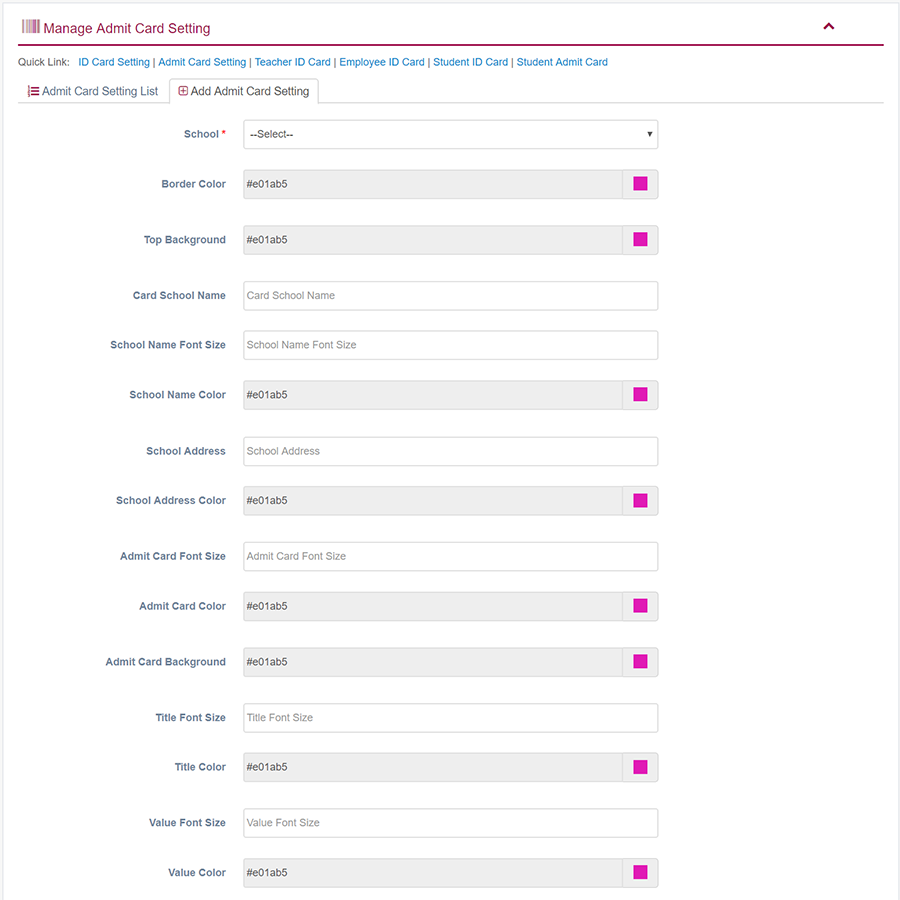 Manage Admit Card Setting
Quick Link: ID Card Setting | Admit Card Setting | Teacher ID Card | Employee ID Card | Student ID Card | Student Admit Card
Admit Card Setting List Add Admit Card Setting
School * --Select--
Border Color #e01ab5
Top Background #e01ab5
Card School Name Card School Name
School Name Font Size School Name Font Size
School Name Color #e01ab5
School Address School Address
School Address Color #e01ab5
Admit Card Font Size Admit Card Font Size
Admit Card Color #e01ab5
Admit Card Background #e01ab5
Title Font Size Title Font Size
Title Color #e01ab5
Value Font Size Value Font Size
Value Color #e01ab5